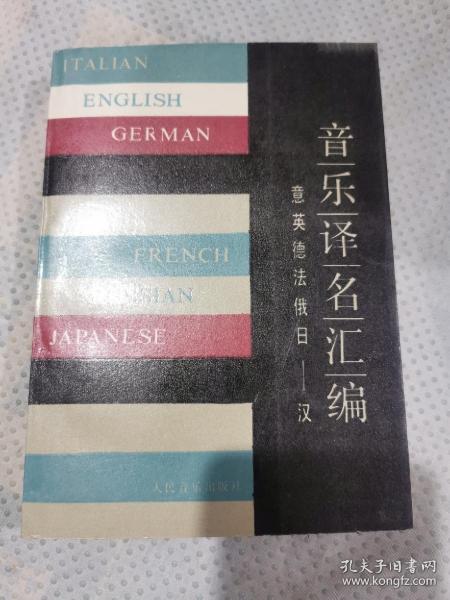 ITALIAN
ENGLISH
GERMAN
FRENCH
JAPANESE
音乐译名汇编
意英德法俄日——汉
人民音乐出版社
孔夫子旧书网
www.kongfz.com